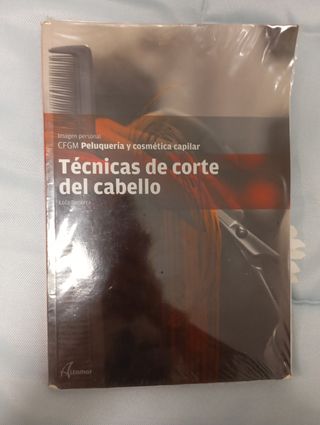 Imagen personal
CFGM Peluquería y cosmética capilar
Técnicas de corte
del cabello
Altamar